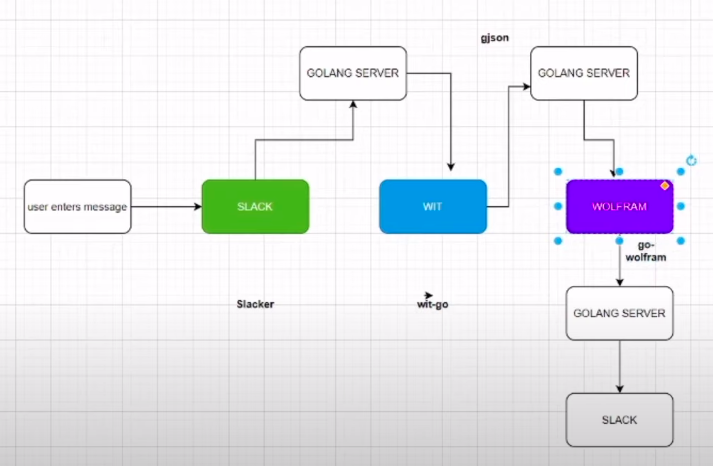 gjson
GOLANG SERVER
GOLANG SERVER
user enters message
SLACK
WIT
WOLFRAM
go-
wolfram
Slacker
wit-go
GOLANG SERVER
SLACK